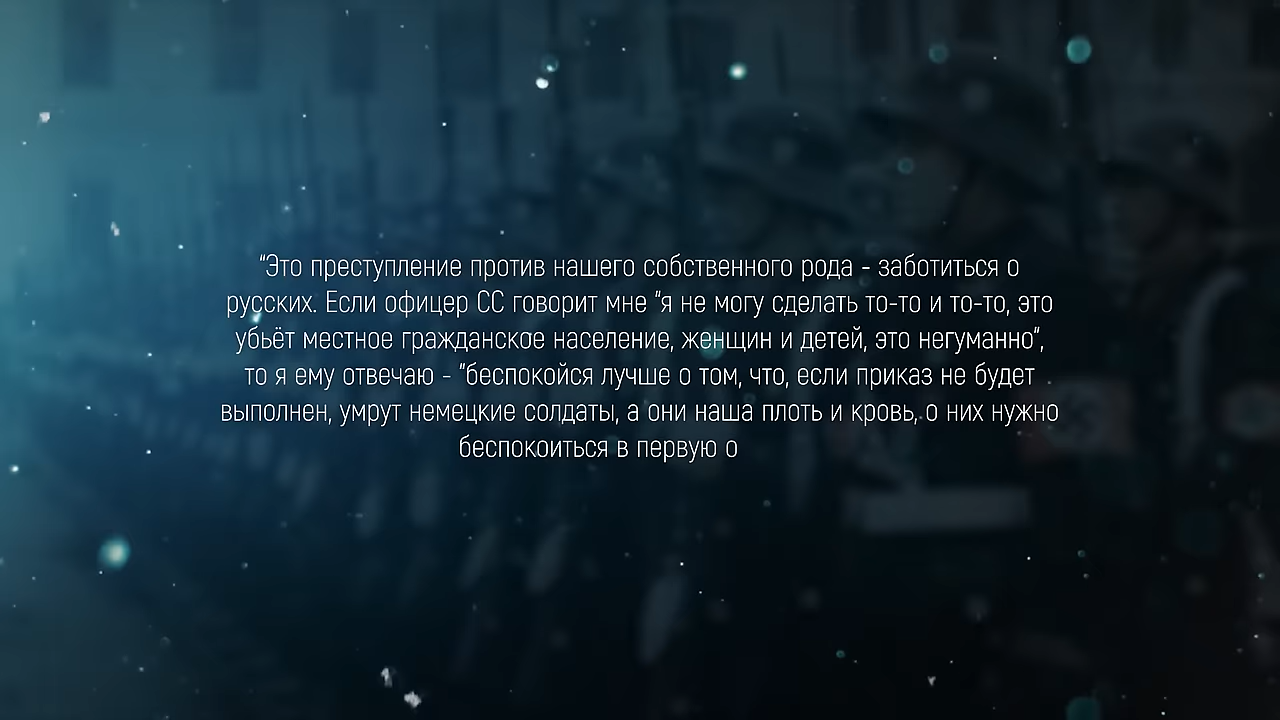 “Это преступление против нашего собственного рода - заботиться о
русских. Если офицер СС говорит мне “я не могу сделать то-то и то-то, это
убьёт местное гражданское население, женщин и детей, это негуманно”,
то я ему отвечаю - “беспокойся лучше о том, что, если приказ не будет
выполнен, умрут немецкие солдаты, а они наша плоть и кровь, о них нужно
беспокоиться в первую о